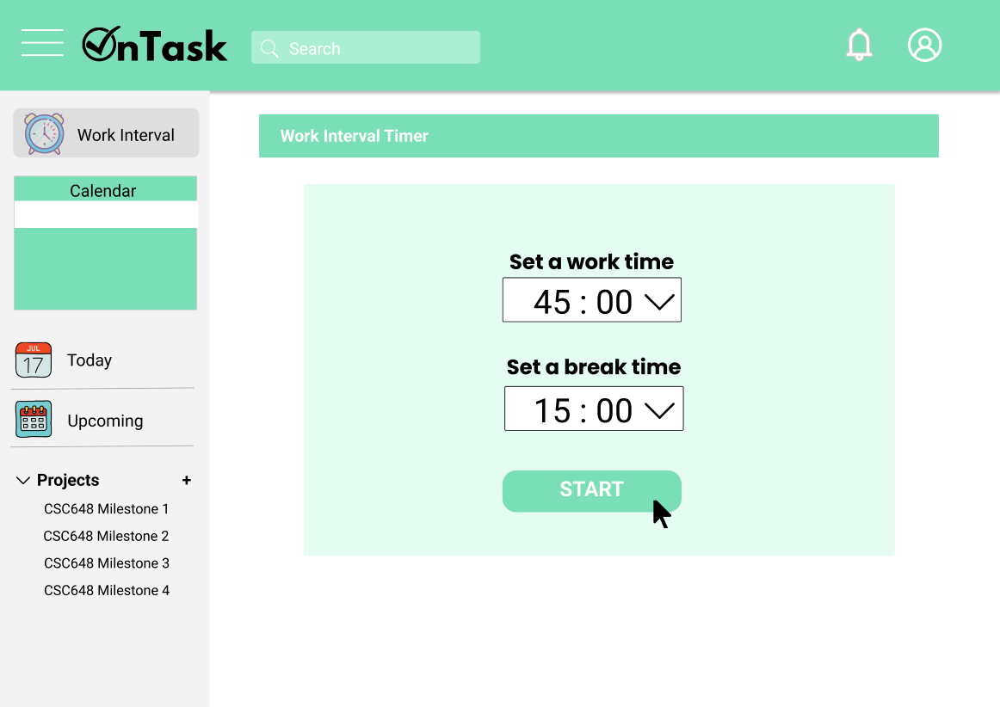 OnTask
Search
Work Interval
Calendar
JUL
17
Today
Upcoming
Projects +
CSC648 Milestone 1
CSC648 Milestone 2
CSC648 Milestone 3
CSC648 Milestone 4
Work Interval Timer
Set a work time
45 : 00
Set a break time
15 : 00
START